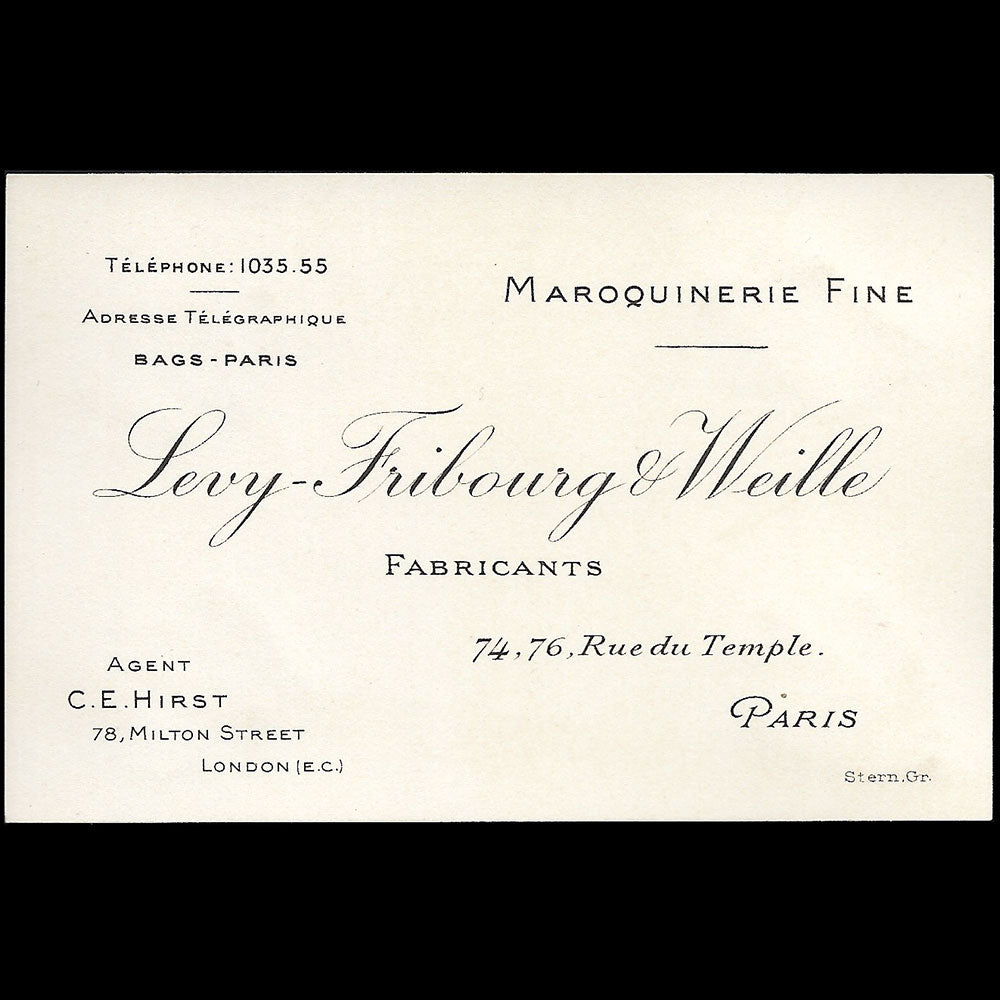 TÉLÉPHONE: 1035.55
ADRESSE TÉLÉGRAPHIQUE
BAGS-PARIS
MAROQUINERIE FINE
Levy-Fribourg & Weille
FABRICANTS
74,76, Rue du Temple.
PARIS
AGENT
C.E. HIRST
78, MILTON STREET
LONDON (E.C.)
Stern. Gr.